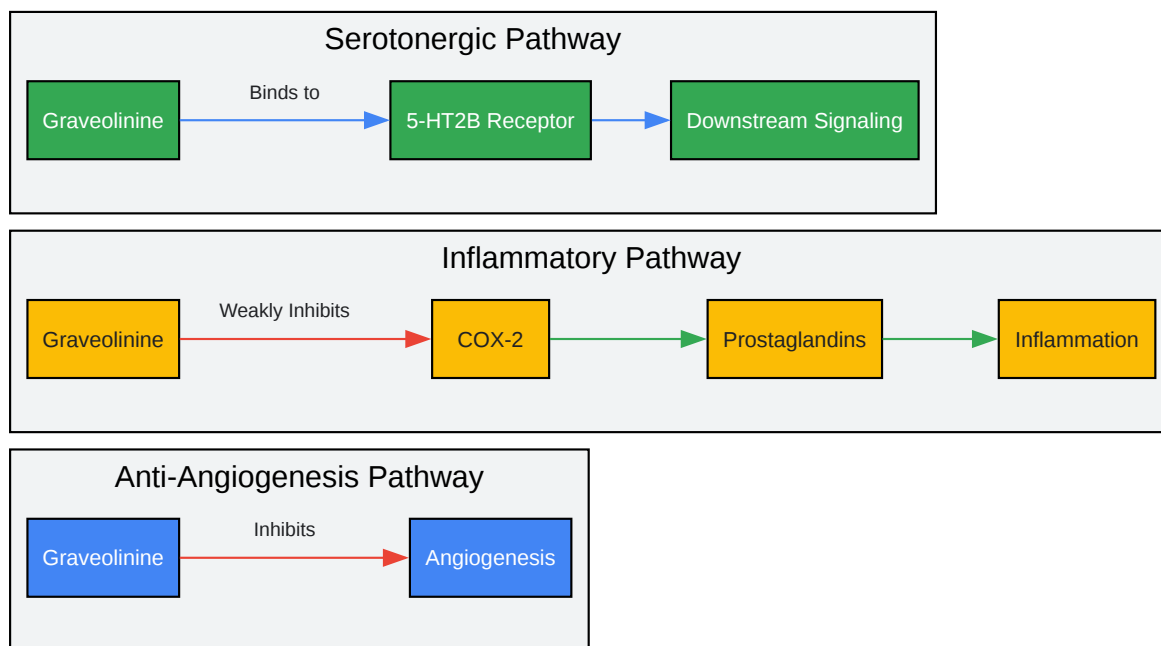 Serotonergic Pathway
Graveolinine
Binds to
5-HT2B Receptor
Downstream Signaling
Inflammatory Pathway
Graveolinine
Weakly Inhibits
COX-2
Prostaglandins
Inflammation
Anti-Angiogenesis Pathway
Graveolinine
Inhibits
Angiogenesis